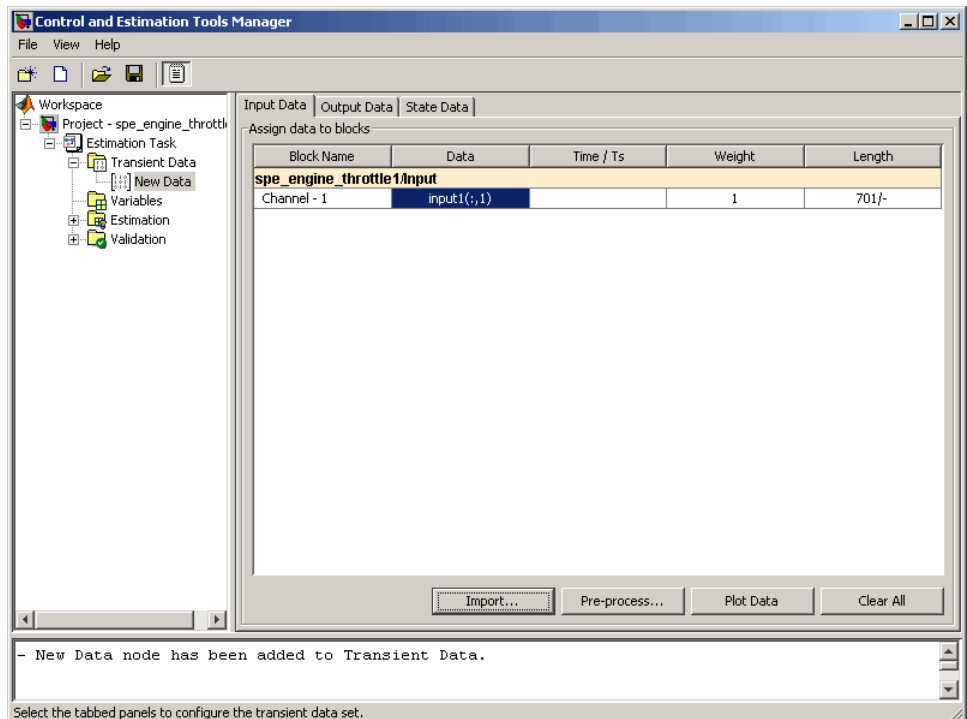 Control and Estimation Tools Manager
File View Help
Workspace
Project - spe_engine_throttl
Estimation Task
Transient Data
New Data
Variables
Estimation
Validation
Input Data Output Data State Data
Assign data to blocks
Block Name Data Time / Ts Weight Length
spe_engine_throttle1/Input
Channel - 1 input1(:,1) 1 701/-
Import... Pre-process... Plot Data Clear All
- New Data node has been added to Transient Data.
Select the tabbed panels to configure the transient data set.